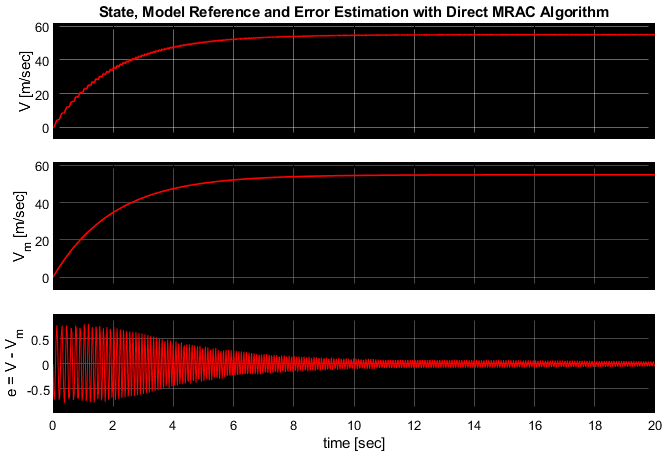 State, Model Reference and Error Estimation with Direct MRAC Algorithm
60
40
20
0
V [m/sec]
60
40
20
0
Vm [m/sec]
0.5
0
-0.5
e = V - Vm
0 2 4 6 8 10 12 14 16 18 20
time [sec]